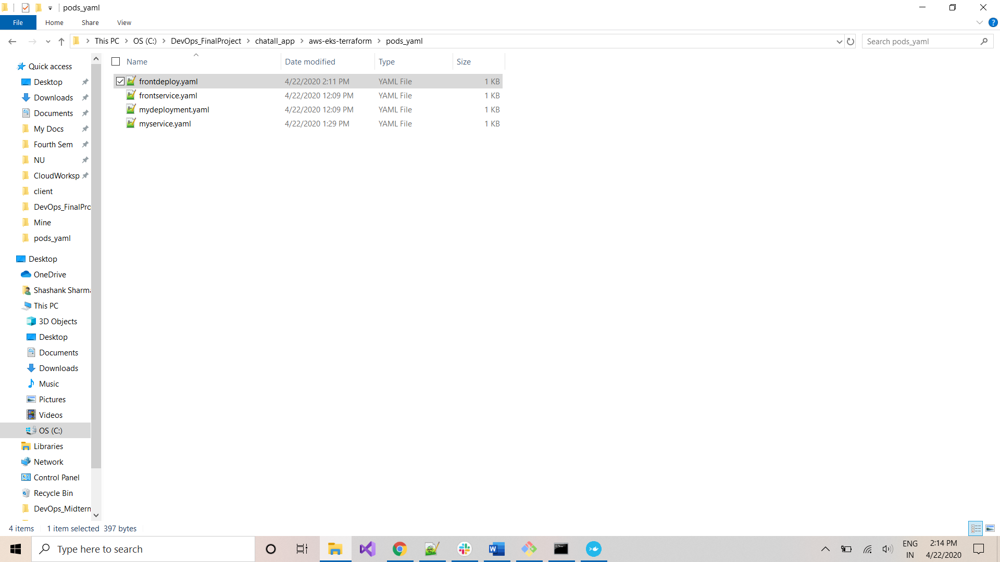 pods_yaml
File Home Share View
This PC OS (C:) DevOps_FinalProject chatall_app aws-eks-terraform pods_yaml
Search pods_yaml
Name Date modified Type Size
frontdeploy.yaml 4/22/2020 2:11 PM YAML File 1 KB
frontservice.yaml 4/22/2020 12:09 PM YAML File 1 KB
mydeployment.yaml 4/22/2020 12:09 PM YAML File 1 KB
myservice.yaml 4/22/2020 1:29 PM YAML File 1 KB
Quick access
Desktop
Downloads
Documents
My Docs
Fourth Sem
NU
CloudWorksp
client
DevOps_FinalPro
Mine
pods_yaml
Desktop
OneDrive
Shashank Sharma
This PC
3D Objects
Desktop
Documents
Downloads
Music
Pictures
Videos
OS (C:)
Libraries
Network
Control Panel
Recycle Bin
DevOps_Midterm
4 items 1 item selected 397 bytes
Type here to search
ENG
IN
2:14 PM
4/22/2020